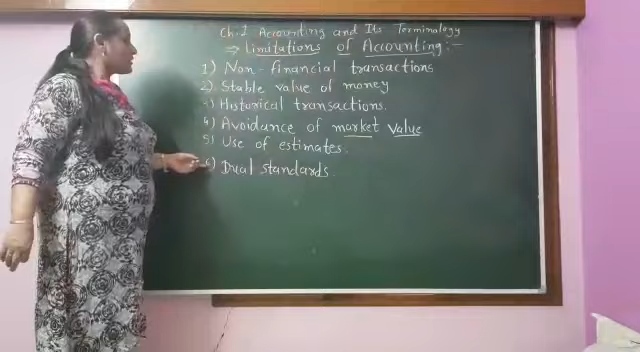 Ch-1 Accounting and Its Terminology
⇒ Limitations of Accounting:-
1) Non-financial transactions
2) Stable value of money
3) Historical transactions.
4) Avoidance of market value
5) Use of estimates.
6) Dual standards.